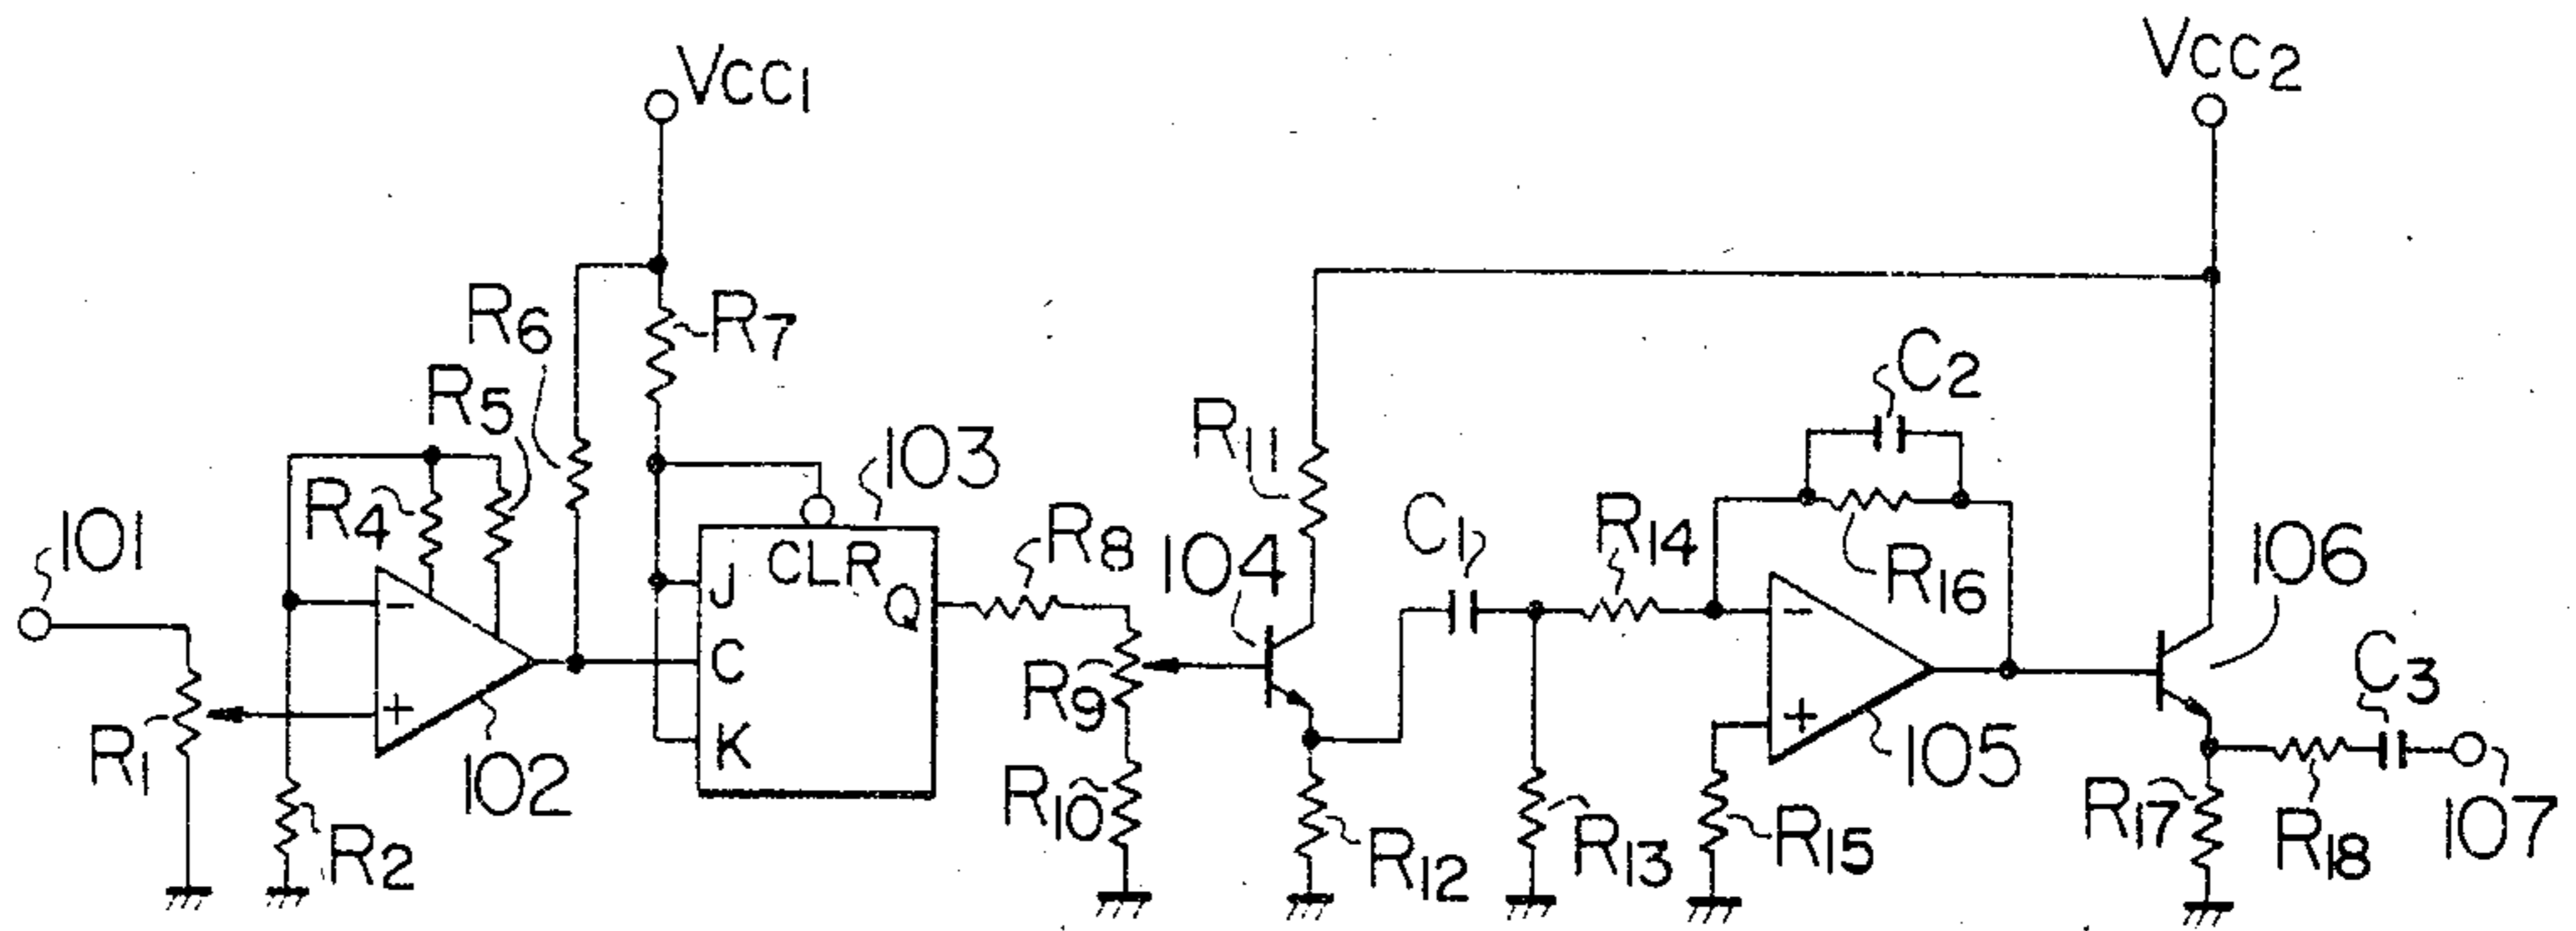 VCC1
VCC2
R6
R7
R5
C2
R11
103
R4
101
R8
C1
R14
104
R16
106
CLR
J
Q
C
K
−
+
R1
R9
−
+
C3
102
R10
105
R2
R12
R13
R15
R17
R18
107